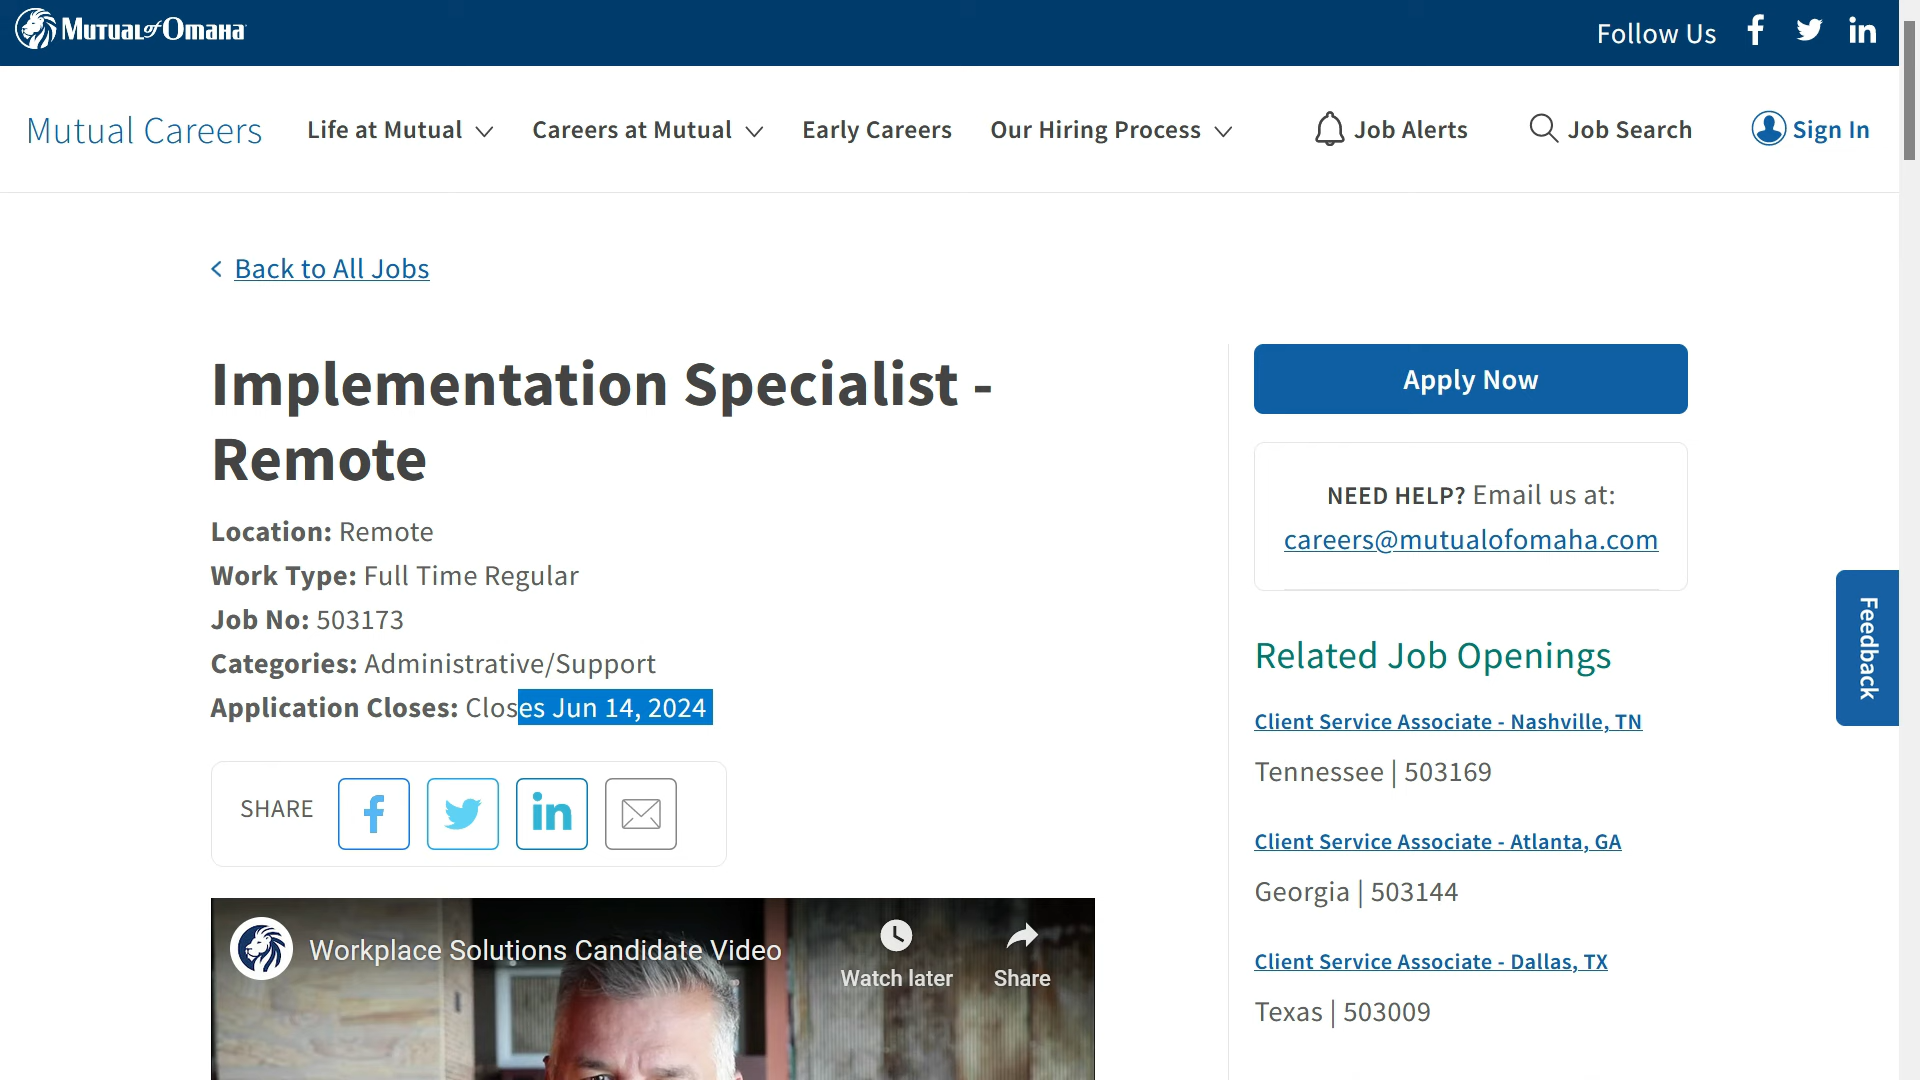 Mutual of Omaha
Follow Us
Mutual Careers
Life at Mutual
Careers at Mutual
Early Careers
Our Hiring Process
Job Alerts
Job Search
Sign In
Back to All Jobs
Implementation Specialist -
Remote
Location: Remote
Work Type: Full Time Regular
Job No: 503173
Categories: Administrative/Support
Application Closes: Closes Jun 14, 2024
SHARE
Workplace Solutions Candidate Video
Watch later
Share
Apply Now
NEED HELP? Email us at:
careers@mutualofomaha.com
Related Job Openings
Client Service Associate - Nashville, TN
Tennessee | 503169
Client Service Associate - Atlanta, GA
Georgia | 503144
Client Service Associate - Dallas, TX
Texas | 503009
Feedback